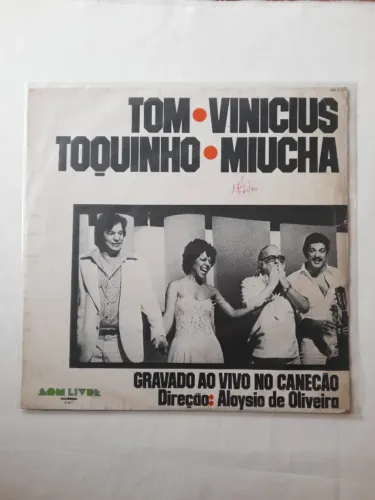 TOM • VINICIUS
TOQUINHO • MIUCHA
GRAVADO AO VIVO NO CANECÃO
Direção: Aloysio de Oliveira
SOM LIVRE